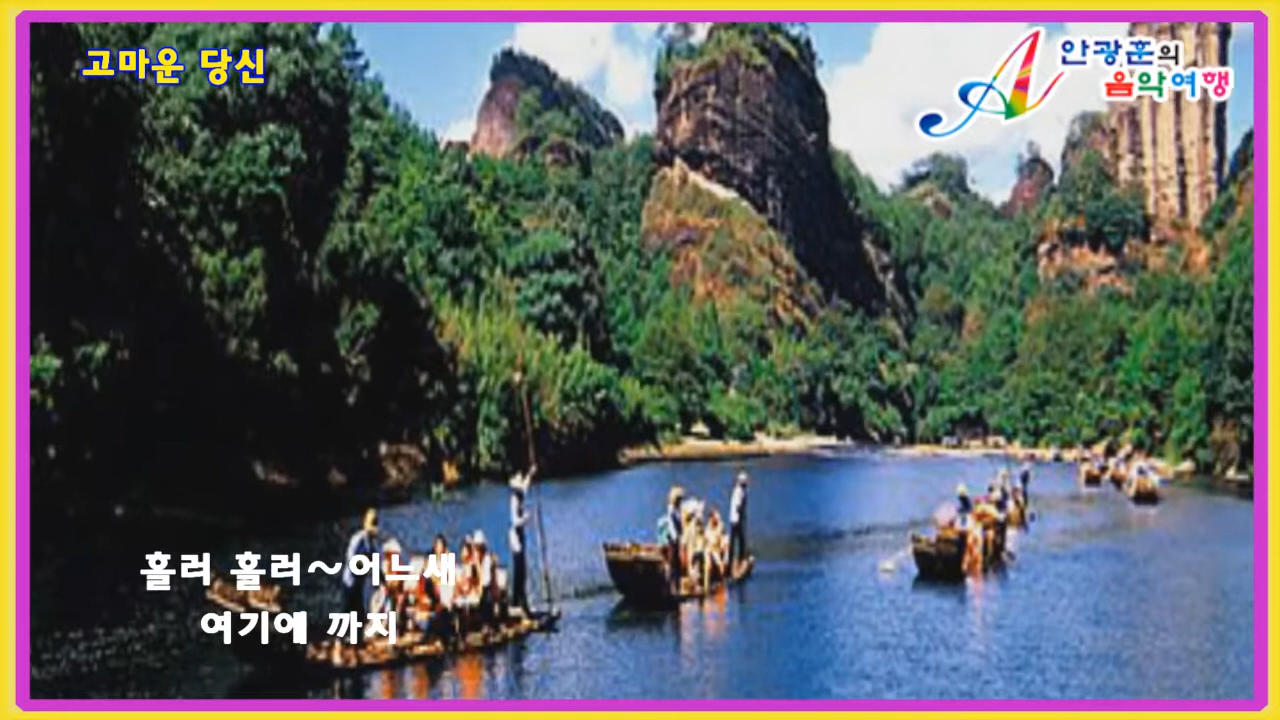 고마운 당신
안광훈의
음악여행
흘러 흘러~어느새
여기에 까지